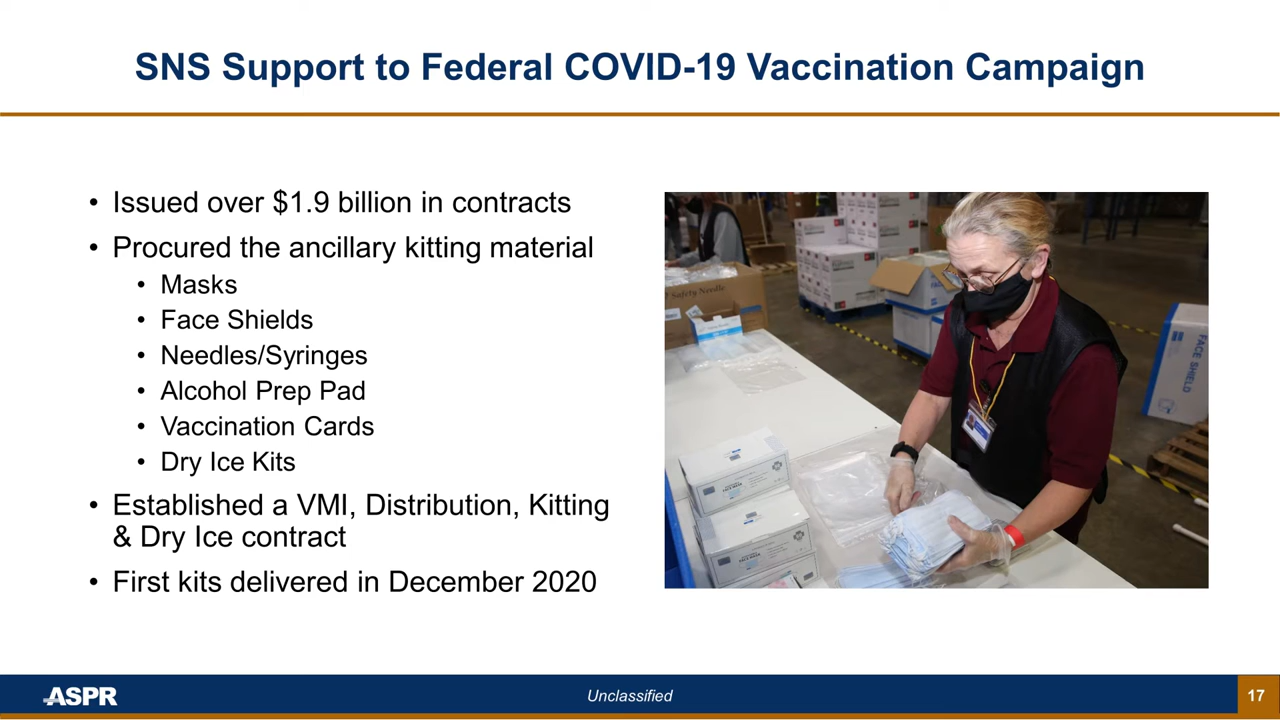 SNS Support to Federal COVID-19 Vaccination Campaign
• Issued over $1.9 billion in contracts
• Procured the ancillary kitting material
• Masks
• Face Shields
• Needles/Syringes
• Alcohol Prep Pad
• Vaccination Cards
• Dry Ice Kits
• Established a VMI, Distribution, Kitting
& Dry Ice contract
• First kits delivered in December 2020
Safety Needle
FACE SHIELD
ASPR
Unclassified
17